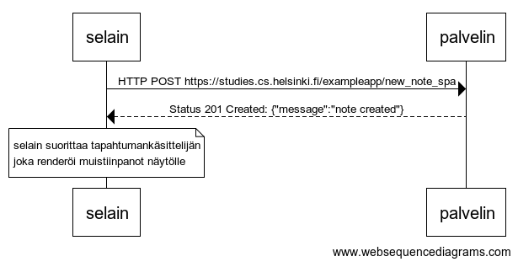 selain
palvelin
HTTP POST https://studies.cs.helsinki.fi/exampleapp/new_note_spa
Status 201 Created: {"message":"note created"}
selain suorittaa tapahtumankäsittelijän
joka renderöi muistiinpanot näytölle
selain
palvelin
www.websequencediagrams.com